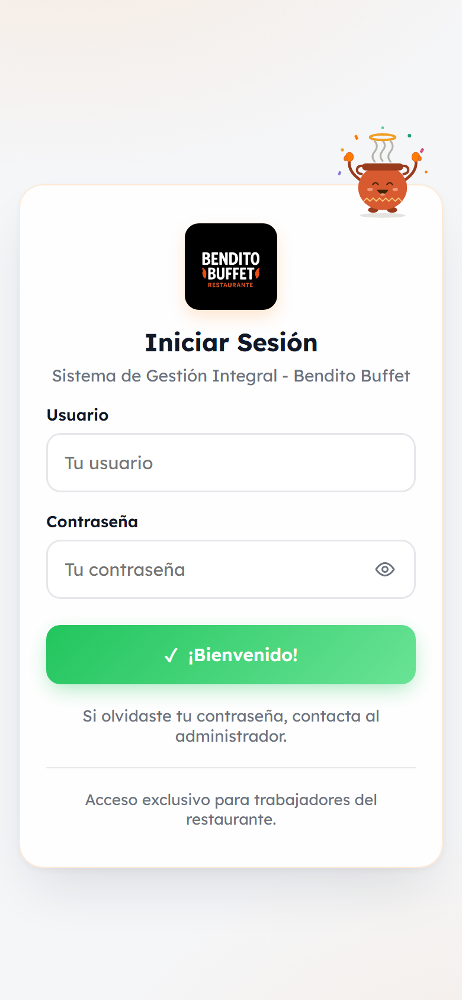 BENDITO
BUFFET
RESTAURANTE
Iniciar Sesión
Sistema de Gestión Integral - Bendito Buffet
Usuario
Tu usuario
Contraseña
Tu contraseña
✓ ¡Bienvenido!
Si olvidaste tu contraseña, contacta al
administrador.
Acceso exclusivo para trabajadores del
restaurante.